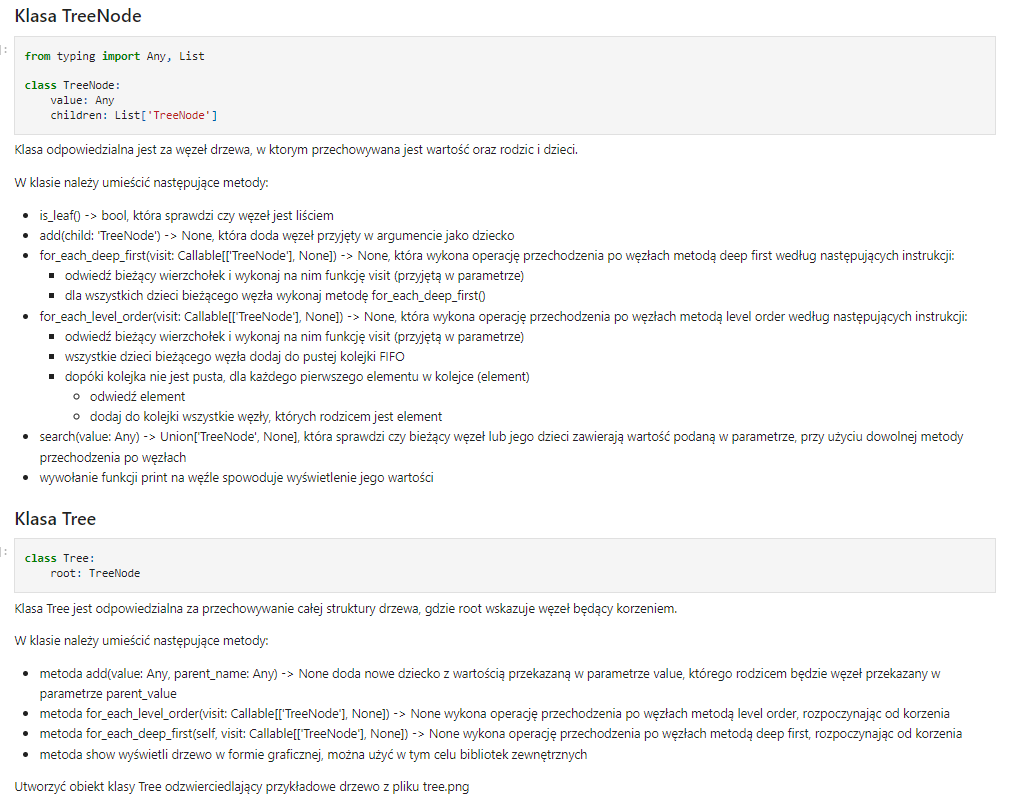 Klasa TreeNode
]:
from typing import Any, List
class TreeNode:
value: Any
children: List['TreeNode']
Klasa odpowiedzialna jest za węzeł drzewa, w ktorym przechowywana jest wartość oraz rodzic i dzieci.
W klasie należy umieścić następujące metody:
• is_leaf() -> bool, która sprawdzi czy węzeł jest liściem
• add(child: 'TreeNode') -> None, która doda węzeł przyjęty w argumencie jako dziecko
• for_each_deep_first(visit: Callable[['TreeNode'], None]) -> None, która wykona operację przechodzenia po węzłach metodą deep first według następujących instrukcji:
▪ odwiedź bieżący wierzchołek i wykonaj na nim funkcję visit (przyjętą w parametrze)
▪ dla wszystkich dzieci bieżącego węzła wykonaj metodę for_each_deep_first()
• for_each_level_order(visit: Callable[['TreeNode'], None]) -> None, która wykona operację przechodzenia po węzłach metodą level order według następujących instrukcji:
▪ odwiedź bieżący wierzchołek i wykonaj na nim funkcję visit (przyjętą w parametrze)
▪ wszystkie dzieci bieżącego węzła dodaj do pustej kolejki FIFO
▪ dopóki kolejka nie jest pusta, dla każdego pierwszego elementu w kolejce (element)
◦ odwiedź element
◦ dodaj do kolejki wszystkie węzły, których rodzicem jest element
• search(value: Any) -> Union['TreeNode', None], która sprawdzi czy bieżący węzeł lub jego dzieci zawierają wartość podaną w parametrze, przy użyciu dowolnej metody
przechodzenia po węzłach
• wywołanie funkcji print na węźle spowoduje wyświetlenie jego wartości
Klasa Tree
]:
class Tree:
root: TreeNode
Klasa Tree jest odpowiedzialna za przechowywanie całej struktury drzewa, gdzie root wskazuje węzeł będący korzeniem.
W klasie należy umieścić następujące metody:
• metoda add(value: Any, parent_name: Any) -> None doda nowe dziecko z wartością przekazaną w parametrze value, którego rodzicem będzie węzeł przekazany w
parametrze parent_value
• metoda for_each_level_order(visit: Callable[['TreeNode'], None]) -> None wykona operację przechodzenia po węzłach metodą level order, rozpoczynając od korzenia
• metoda for_each_deep_first(self, visit: Callable[['TreeNode'], None]) -> None wykona operację przechodzenia po węzłach metodą deep first, rozpoczynając od korzenia
• metoda show wyświetli drzewo w formie graficznej, można użyć w tym celu bibliotek zewnętrznych
Utworzyć obiekt klasy Tree odzwierciedlający przykładowe drzewo z pliku tree.png